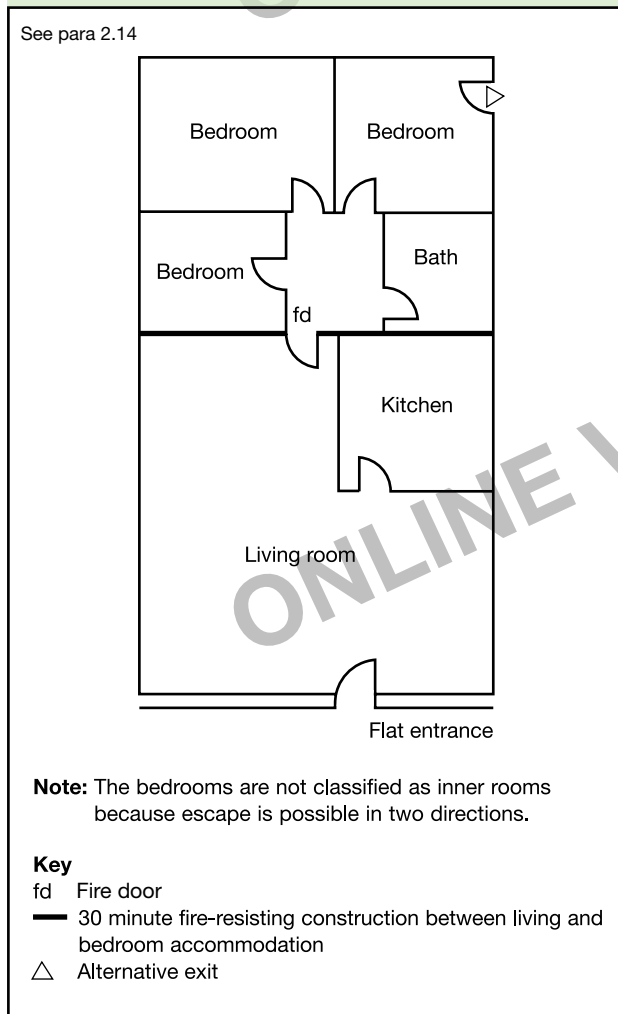 See para 2.14
Bedroom
Bedroom
Bedroom
Bath
fd
Kitchen
Living room
Flat entrance
Note: The bedrooms are not classified as inner rooms
because escape is possible in two directions.
Key
fd Fire door
30 minute fire-resisting construction between living and
bedroom accommodation
Alternative exit
ONLINE